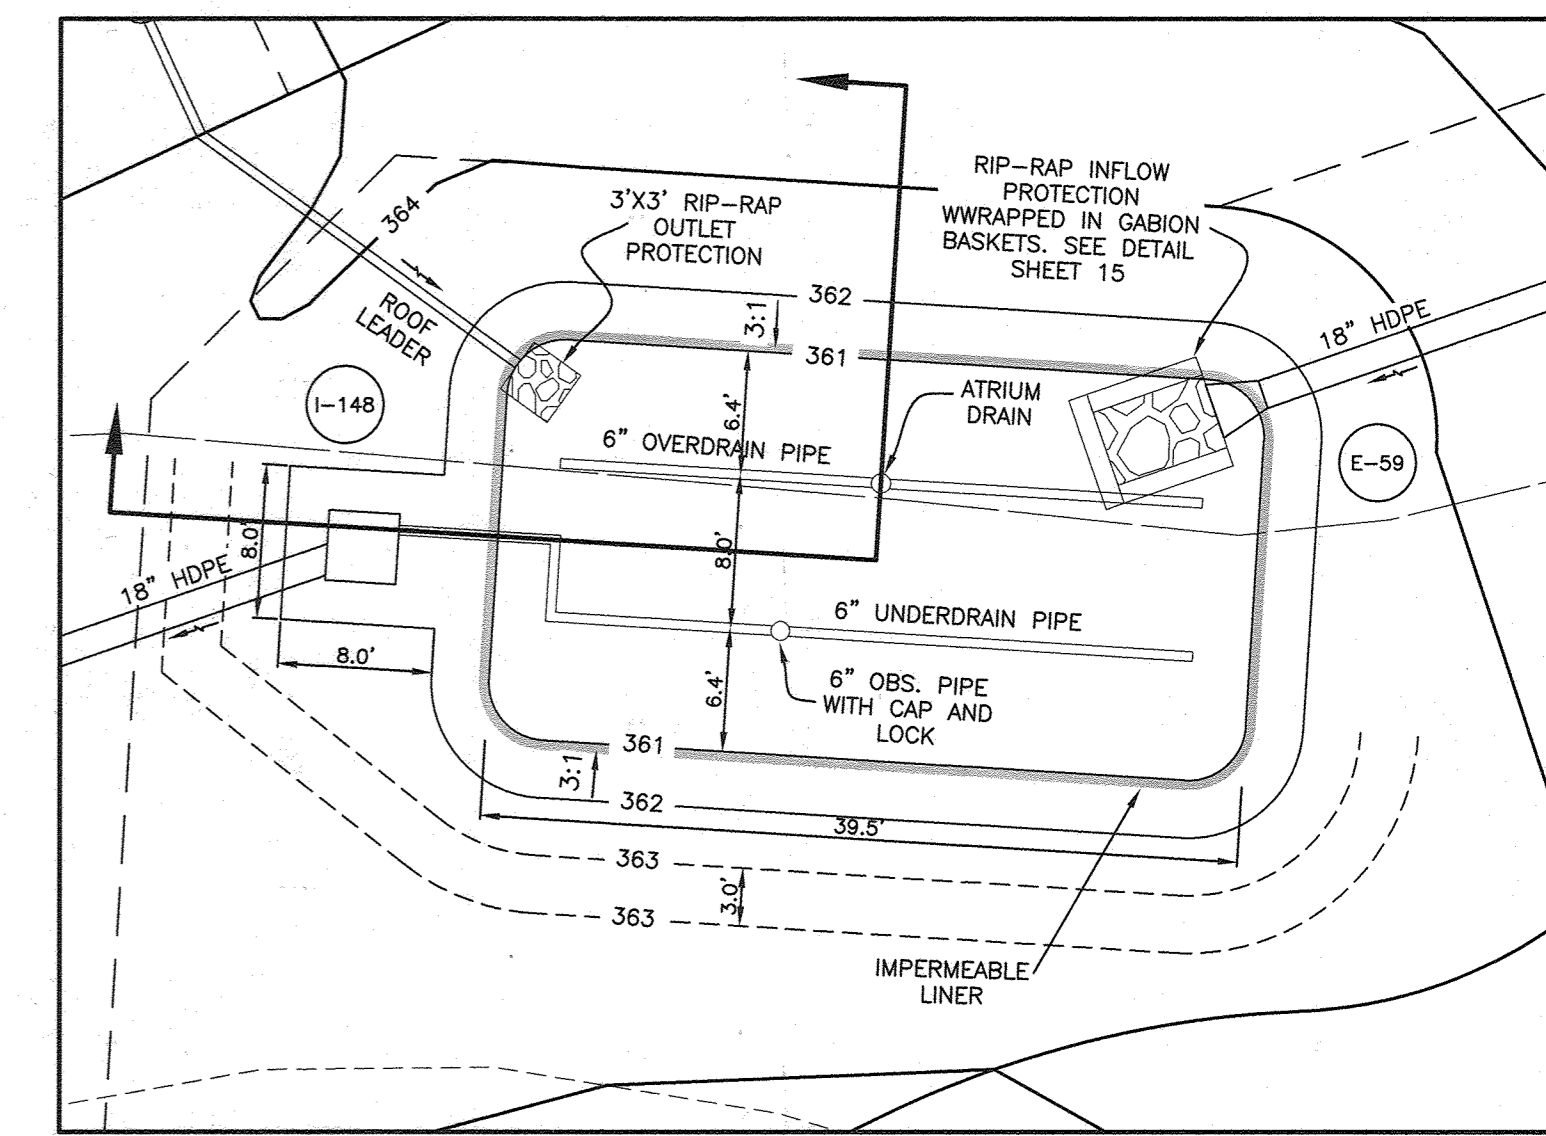 RIP-RAP INFLOW
PROTECTION
WWRAPPED IN GABION
BASKETS. SEE DETAIL
SHEET 15
3'X3' RIP-RAP
OUTLET
PROTECTION
364
ROOF
LEADER
362
3:1
361
18" HDPE
I-148
ATRIUM
DRAIN
6.4'
6" OVERDRAIN PIPE
E-59
8.0'
8.0'
18" HDPE
6" UNDERDRAIN PIPE
8.0'
6.4'
6" OBS. PIPE
WITH CAP AND
LOCK
361
3:1
362
39.5'
363
3.0'
363
IMPERMEABLE
LINER